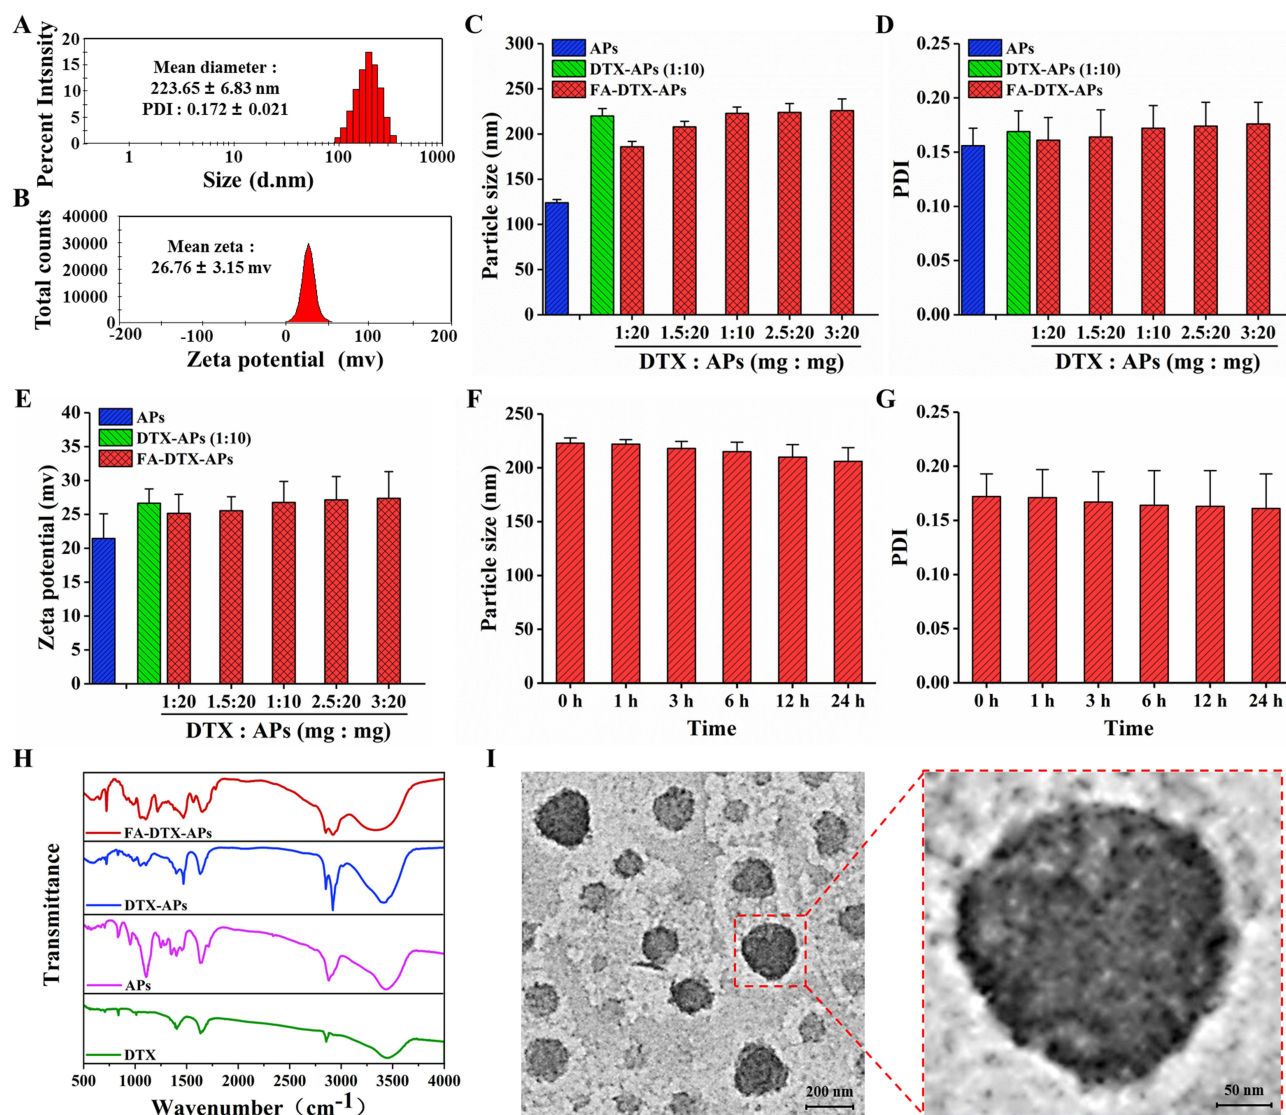 A
20
15
10
5
0
Percent Intsnsity
Mean diameter :
223.65 ± 6.83 nm
PDI : 0.172 ± 0.021
1 10 100 1000
Size (d.nm)
B
40000
30000
20000
10000
0
Total counts
Mean zeta :
26.76 ± 3.15 mv
-200 -100 0 100 200
Zeta potential (mv)
C
300
250
200
150
100
50
0
Particle size (nm)
APs
DTX-APs (1:10)
FA-DTX-APs
1:20 1.5:20 1:10 2.5:20 3:20
DTX : APs (mg : mg)
D
0.25
0.20
0.15
0.10
0.05
0.00
PDI
APs
DTX-APs (1:10)
FA-DTX-APs
1:20 1.5:20 1:10 2.5:20 3:20
DTX : APs (mg : mg)
E
40
35
30
25
20
15
10
5
0
Zeta potential (mv)
APs
DTX-APs (1:10)
FA-DTX-APs
1:20 1.5:20 1:10 2.5:20 3:20
DTX : APs (mg : mg)
F
250
200
150
100
50
0
Particle size (nm)
0 h 1 h 3 h 6 h 12 h 24 h
Time
G
0.25
0.20
0.15
0.10
0.05
0.00
PDI
0 h 1 h 3 h 6 h 12 h 24 h
Time
H
Transmittance
FA-DTX-APs
DTX-APs
APs
DTX
500 1000 1500 2000 2500 3000 3500 4000
Wavenumber（cm-1）
I
200 nm
50 nm